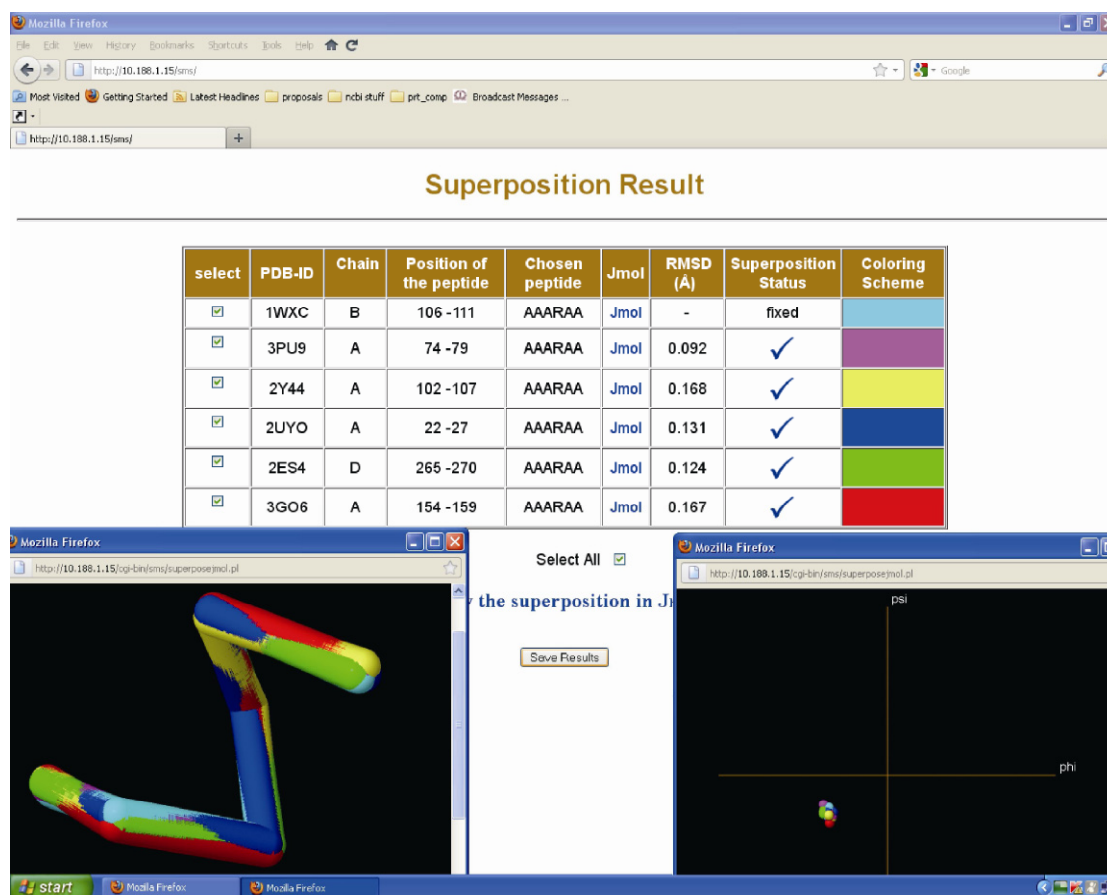 Mozilla Firefox
File Edit View History Bookmarks Shortcuts Tools Help
http://10.188.1.15/sms/
Google
Most Visited Getting Started Latest Headlines proposals ncbi stuff prt_comp Broadcast Messages ...
http://10.188.1.15/sms/ +
Superposition Result
select PDB-ID Chain Position of the peptide Chosen peptide Jmol RMSD (Å) Superposition Status Coloring Scheme
1WXC B 106 -111 AAARAA Jmol - fixed
3PU9 A 74 -79 AAARAA Jmol 0.092
2Y44 A 102 -107 AAARAA Jmol 0.168
2UYO A 22 -27 AAARAA Jmol 0.131
2ES4 D 265 -270 AAARAA Jmol 0.124
3GO6 A 154 -159 AAARAA Jmol 0.167
Select All
the superposition in
Save Results
Mozilla Firefox
http://10.188.1.15/cgi-bin/sms/superposejmol.pl
Mozilla Firefox
http://10.188.1.15/cgi-bin/sms/superposejmol.pl
psi
phi
start Mozilla Firefox Mozilla Firefox